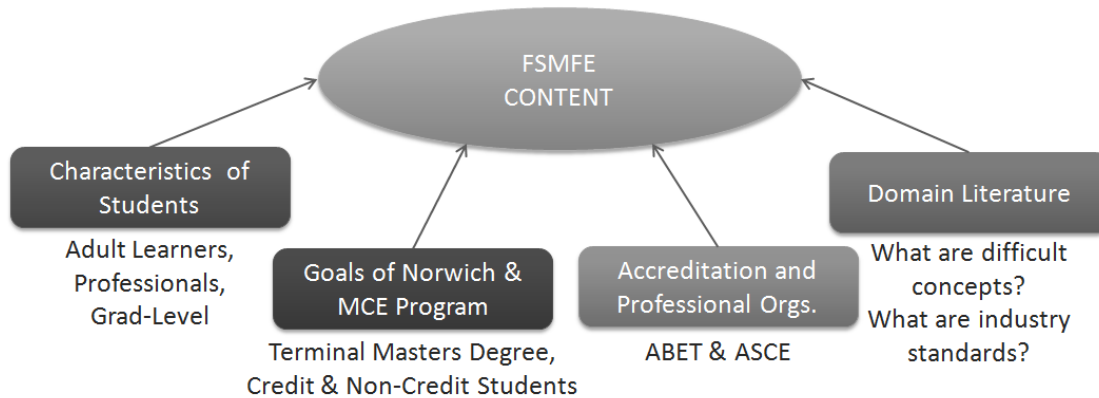 FSMFE
CONTENT
Characteristics of
Students
Adult Learners,
Professionals,
Grad-Level
Goals of Norwich &
MCE Program
Terminal Masters Degree,
Credit & Non-Credit Students
Accreditation and
Professional Orgs.
ABET & ASCE
Domain Literature
What are difficult
concepts?
What are industry
standards?